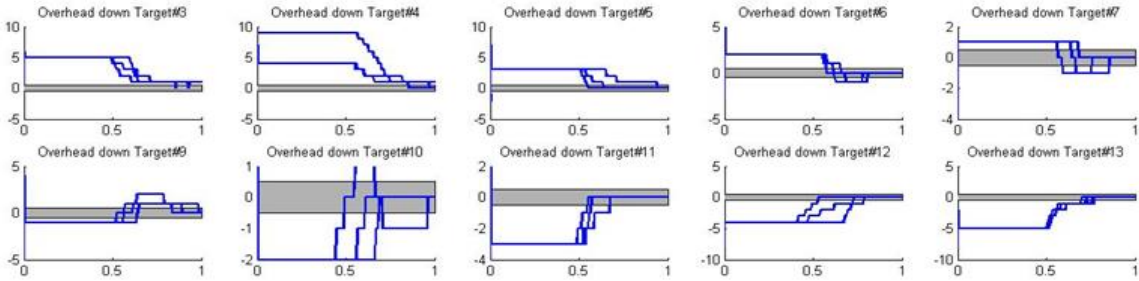 Overhead down Target#3 Overhead down Target#4 Overhead down Target#5 Overhead down Target#6 Overhead down Target#7
10 10 10 5 2
5 5 5 0
0 0 0 0 -2
-5 -5 -5 -5 -4
0 0.5 1 0 0.5 1 0 0.5 1 0 0.5 1 0 0.5 1
Overhead down Target#9 Overhead down Target#10 Overhead down Target#11 Overhead down Target#12 Overhead down Target#13
5 1 2 5 5
0 0 0 0 0
-1 -2 -5 -5
-5 -2 -4 -10 -10
0 0.5 1 0 0.5 1 0 0.5 1 0 0.5 1 0 0.5 1